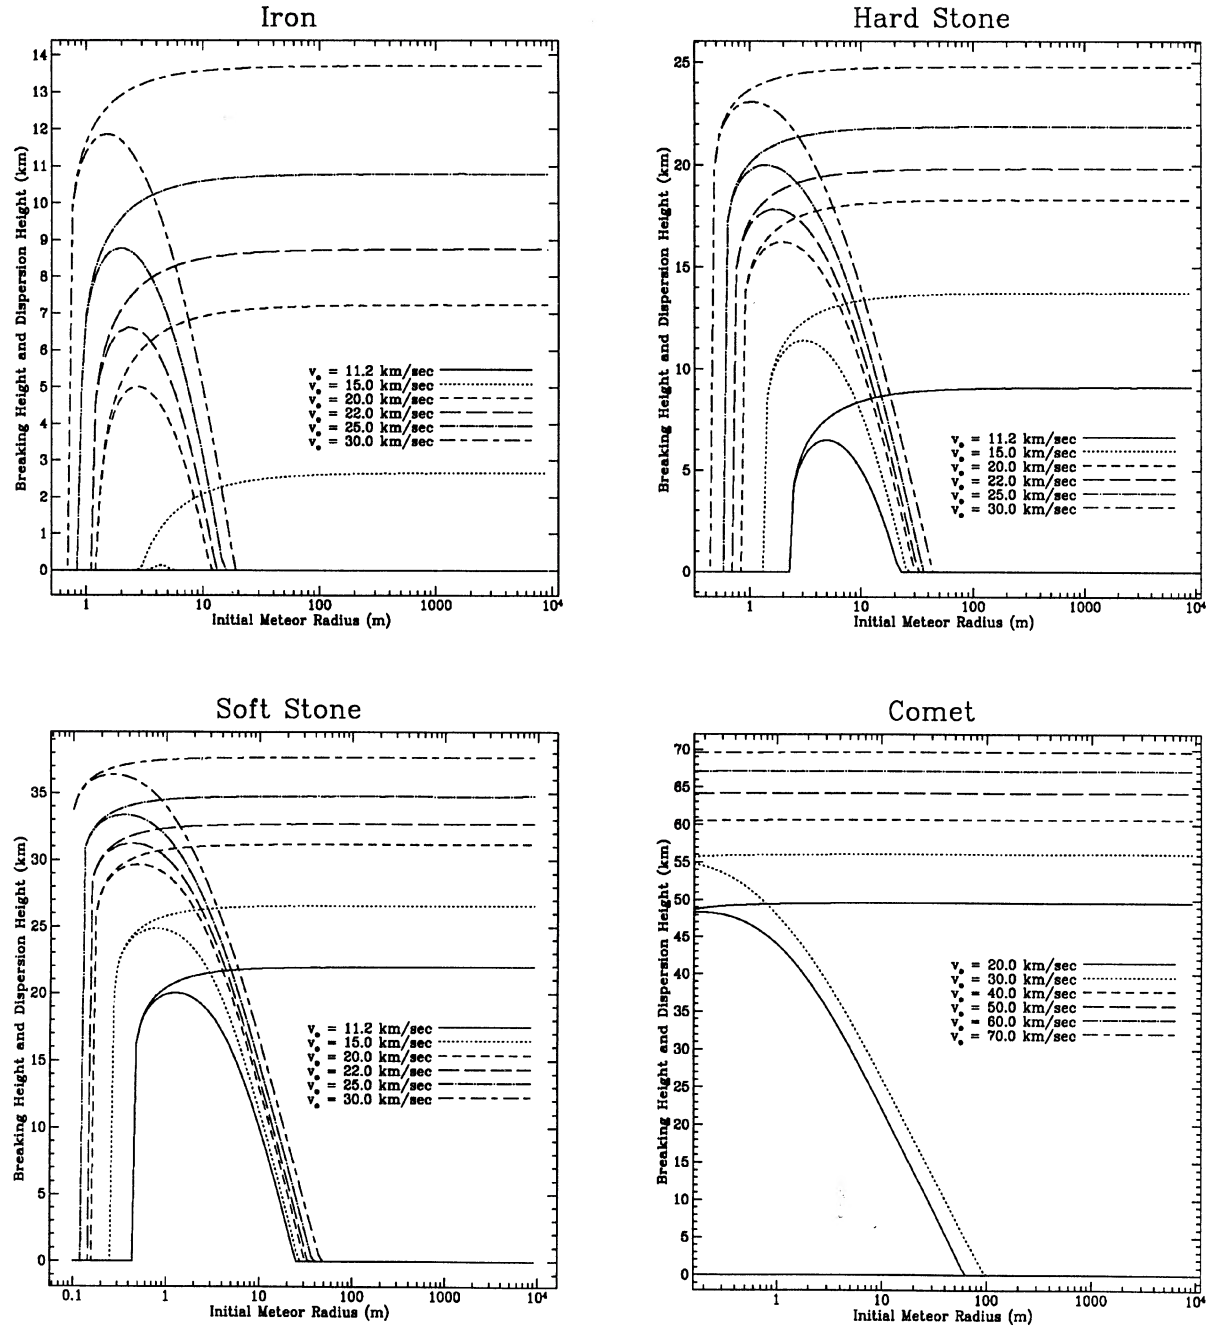 Iron
Breaking Height and Dispersion Height (km)
14
13
12
11
10
9
8
7
6
5
4
3
2
1
0
vₒ = 11.2 km/sec
vₒ = 15.0 km/sec
vₒ = 20.0 km/sec
vₒ = 22.0 km/sec
vₒ = 25.0 km/sec
vₒ = 30.0 km/sec
1 10 100 1000 10⁴
Initial Meteor Radius (m)
Hard Stone
Breaking Height and Dispersion Height (km)
25
20
15
10
5
0
vₒ = 11.2 km/sec
vₒ = 15.0 km/sec
vₒ = 20.0 km/sec
vₒ = 22.0 km/sec
vₒ = 25.0 km/sec
vₒ = 30.0 km/sec
1 10 100 1000 10⁴
Initial Meteor Radius (m)
Soft Stone
Breaking Height and Dispersion Height (km)
35
30
25
20
15
10
5
0
vₒ = 11.2 km/sec
vₒ = 15.0 km/sec
vₒ = 20.0 km/sec
vₒ = 22.0 km/sec
vₒ = 25.0 km/sec
vₒ = 30.0 km/sec
0.1 1 10 100 1000 10⁴
Initial Meteor Radius (m)
Comet
Breaking Height and Dispersion Height (km)
70
65
60
55
50
45
40
35
30
25
20
15
10
5
0
vₒ = 20.0 km/sec
vₒ = 30.0 km/sec
vₒ = 40.0 km/sec
vₒ = 50.0 km/sec
vₒ = 60.0 km/sec
vₒ = 70.0 km/sec
1 10 100 1000 10⁴
Initial Meteor Radius (m)